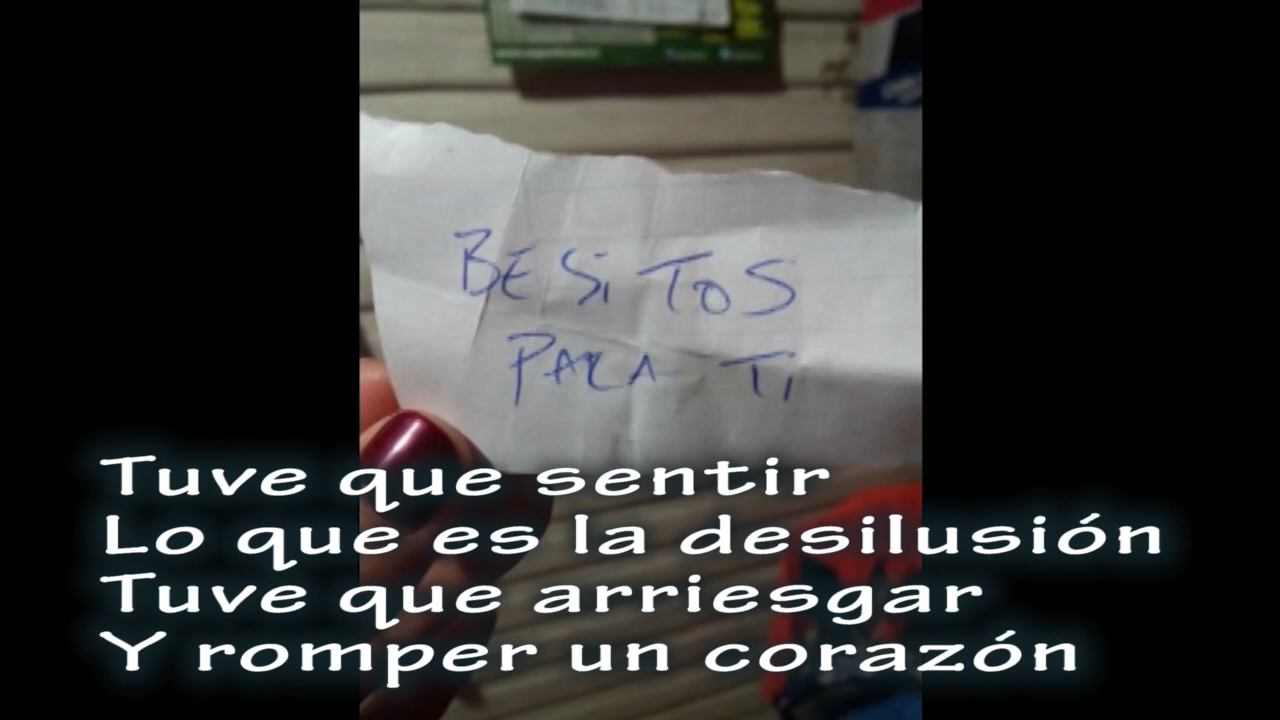 BESiTOS
PARA Ti
Tuve que sentir
Lo que es la desilusión
Tuve que arriesgar
Y romper un corazón